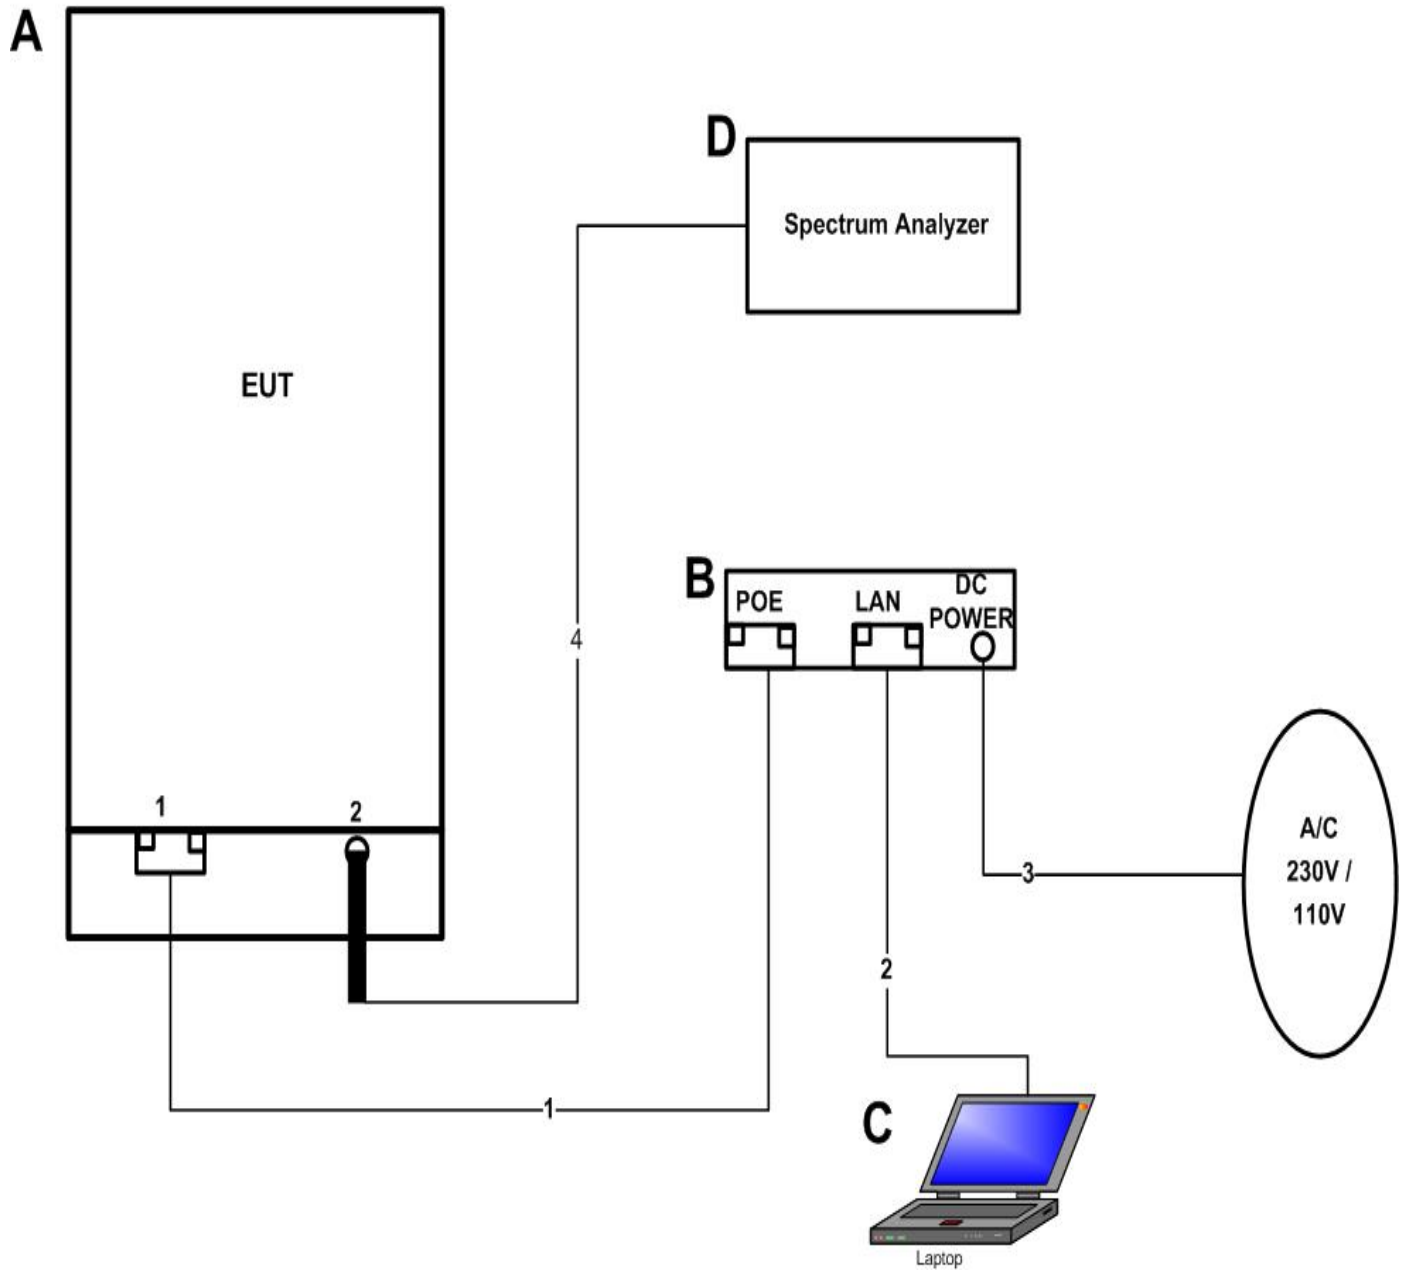 A
D
Spectrum Analyzer
EUT
B
POE
LAN
DC
POWER
4
1
2
A/C
230V /
110V
3
2
1
C
Laptop